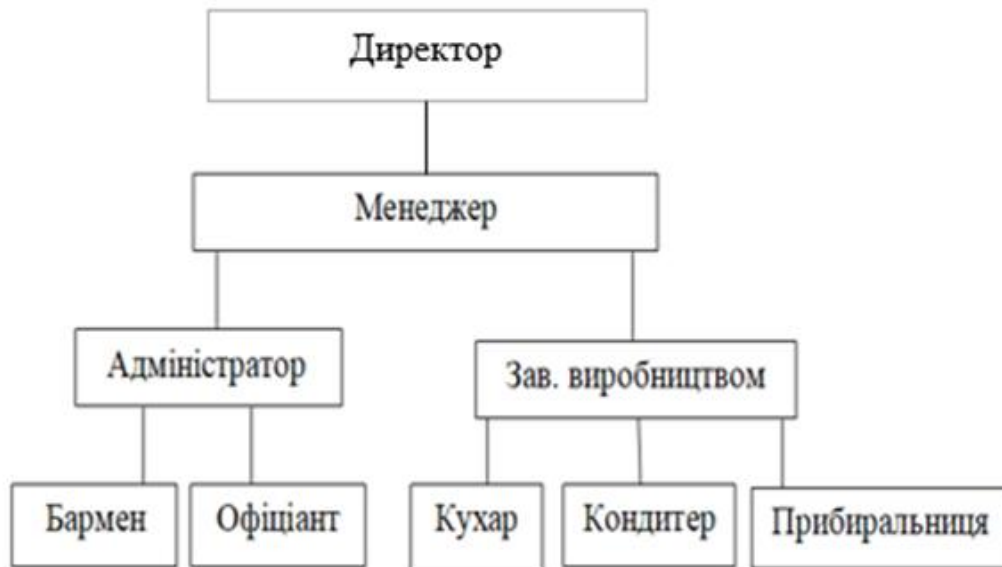 Директор
Менеджер
Адміністратор
Зав. виробництвом
Бармен
Офіціант
Кухар
Кондитер
Прибиральниця